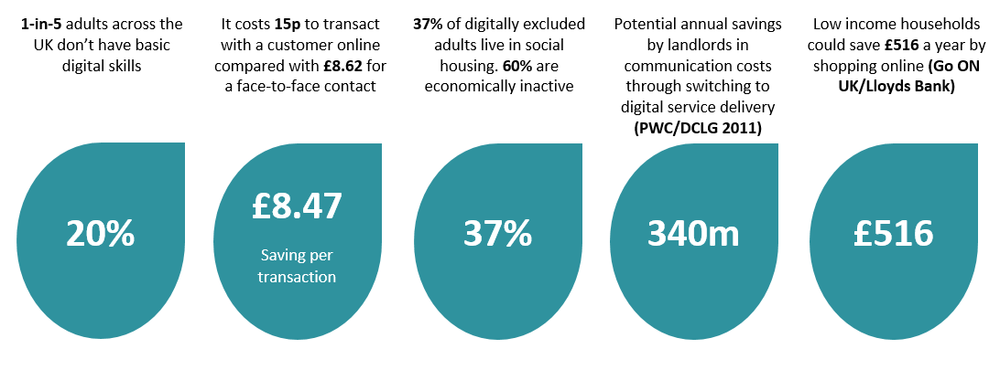 1-in-5 adults across the
UK don’t have basic
digital skills
It costs 15p to transact
with a customer online
compared with £8.62 for
a face-to-face contact
37% of digitally excluded
adults live in social
housing. 60% are
economically inactive
Potential annual savings
by landlords in
communication costs
through switching to
digital service delivery
(PWC/DCLG 2011)
Low income households
could save £516 a year by
shopping online (Go ON
UK/Lloyds Bank)
20%
£8.47
Saving per
transaction
37%
340m
£516